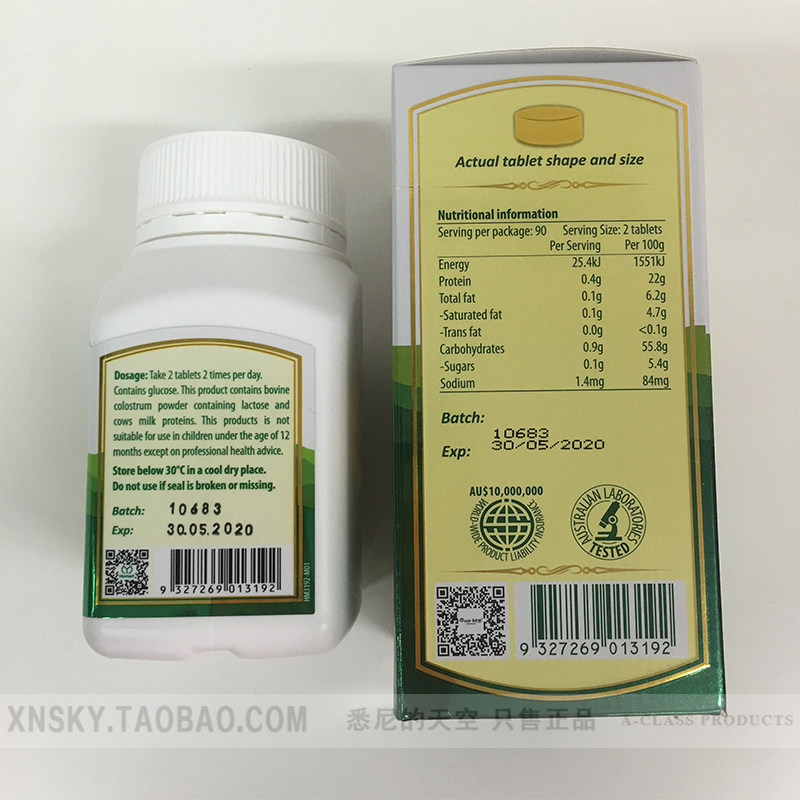 Dosage: Take 2 tablets 2 times per day.
Contains glucose. This product contains bovine
colostrum powder containing lactose and
cows milk proteins. This products is not
suitable for use in children under the age of 12
months except on professional health advice.
Store below 30°C in a cool dry place.
Do not use if seal is broken or missing.
Batch: 10683
Exp: 30.05.2020
9 327269 013192
HM3192-M01
Actual tablet shape and size
Nutritional information
Serving per package: 90 Serving Size: 2 tablets
Per Serving Per 100g
Energy 25.4kJ 1551kJ
Protein 0.4g 22g
Total fat 0.1g 6.2g
-Saturated fat 0.1g 4.7g
-Trans fat 0.0g <0.1g
Carbohydrates 0.9g 55.8g
-Sugars 0.1g 5.4g
Sodium 1.4mg 84mg
Batch: 10683
Exp: 30/05/2020
AU$10,000,000
WORLD-WIDE
PRODUCT LIABILITY INSURANCE
AUSTRALIAN LABORATORIES
TESTED
9 327269 013192
XNSKY.TAOBAO.COM 悉尼的天空 只售正品 A-CLASS PRODUCTS